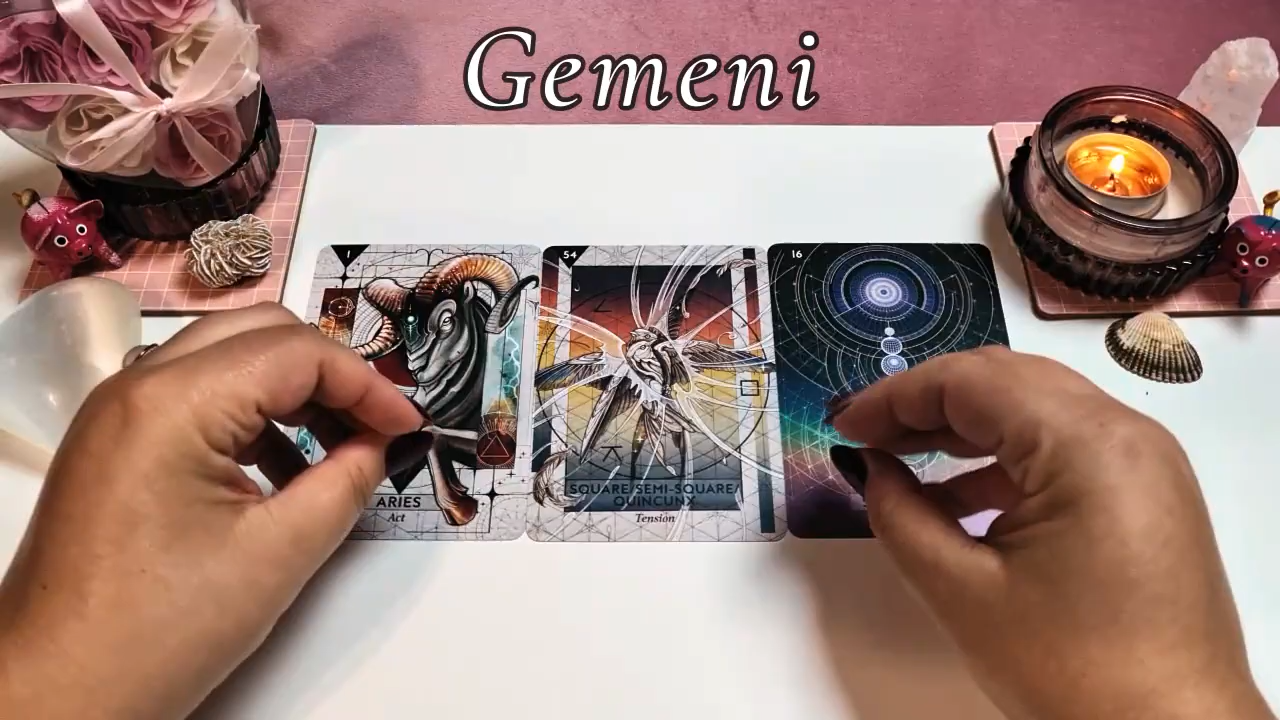 Gemeni
1
54
16
ARIES
Act
SQUARE/SEMI-SQUARE/
QUINCUNX
Tension